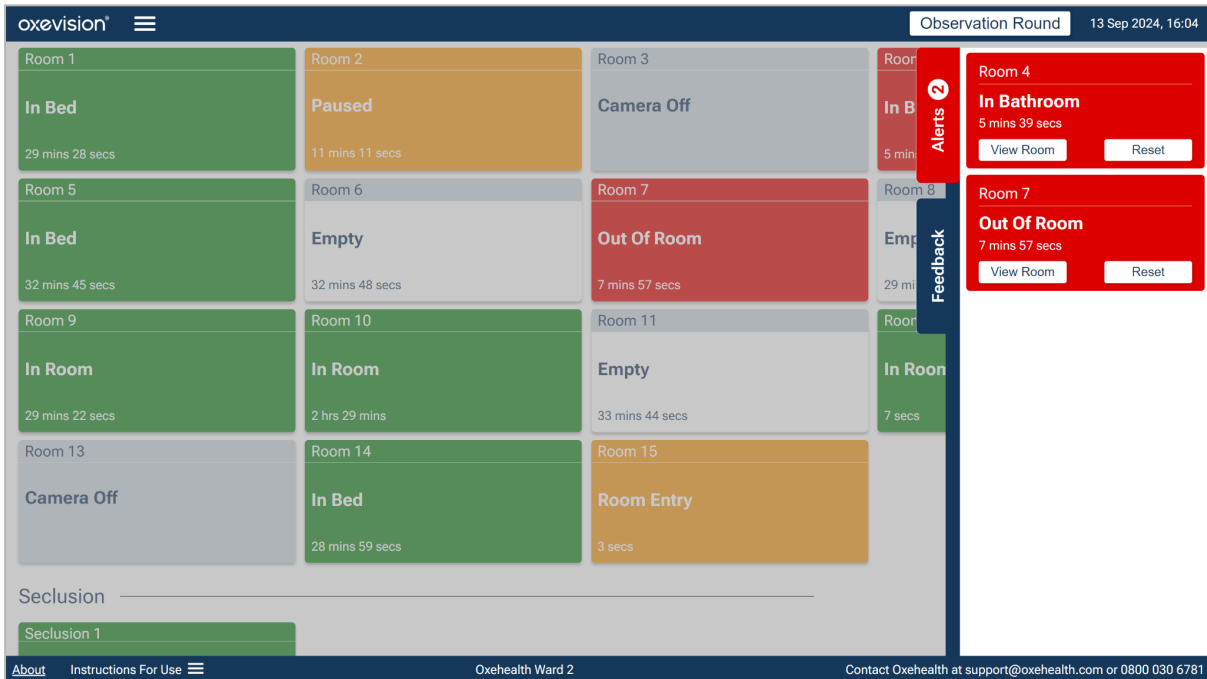 oxevision®
Observation Round
13 Sep 2024, 16:04
Room 1
In Bed
29 mins 28 secs
Room 2
Paused
11 mins 11 secs
Room 3
Camera Off
In B
5 min
Room 5
In Bed
32 mins 45 secs
Room 6
Empty
32 mins 48 secs
Room 7
Out Of Room
7 mins 57 secs
Room 8
Emp
29 mi
Room 9
In Room
29 mins 22 secs
Room 10
In Room
2 hrs 29 mins
Room 11
Empty
33 mins 44 secs
In Room
7 secs
Room 13
Camera Off
Room 14
In Bed
28 mins 59 secs
Room 15
Room Entry
3 secs
Seclusion
Seclusion 1
Alerts 2
Feedback
Room 4
In Bathroom
5 mins 39 secs
View Room
Reset
Room 7
Out Of Room
7 mins 57 secs
View Room
Reset
About
Instructions For Use
Oxehealth Ward 2
Contact Oxehealth at support@oxehealth.com or 0800 030 6781